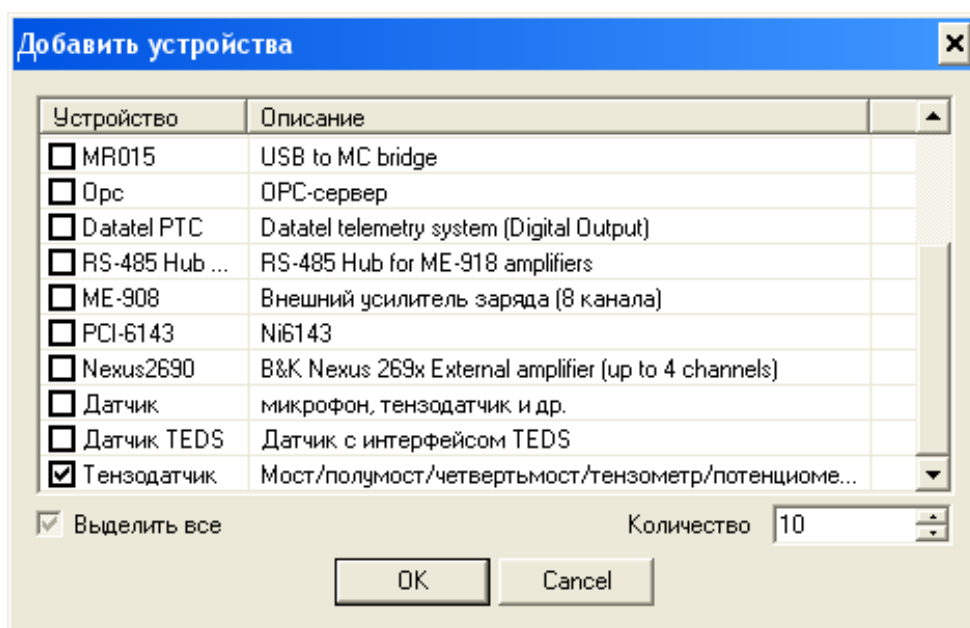 Добавить устройства
Устройство Описание
MR015 USB to MC bridge
Opc OPC-сервер
Datatel PTC Datatel telemetry system (Digital Output)
RS-485 Hub ... RS-485 Hub for ME-918 amplifiers
ME-908 Внешний усилитель заряда (8 канала)
PCI-6143 Ni6143
Nexus2690 B&K Nexus 269x External amplifier (up to 4 channels)
Датчик микрофон, тензодатчик и др.
Датчик TEDS Датчик с интерфейсом TEDS
Тензодатчик Мост/полумост/четвертьмост/тензометр/потенциоме...
Выделить все Количество 10
OK Cancel